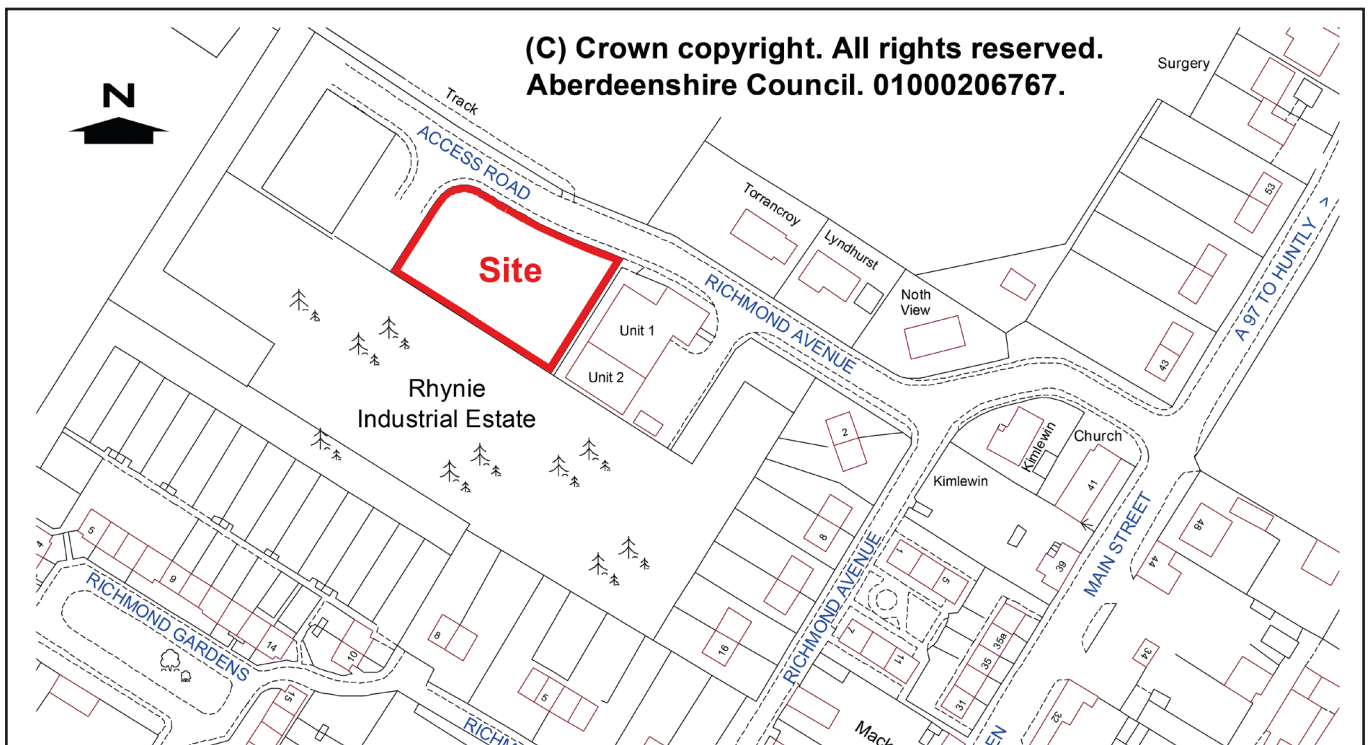 (C) Crown copyright. All rights reserved.
Aberdeenshire Council. 01000206767.
N
Surgery
Track
ACCESS ROAD
53
Torrancroy
Lyndhurst
A 97 TO HUNTLY >
Site
RICHMOND AVENUE
Noth
View
Unit 1
43
Unit 2
Rhynie
Industrial Estate
2
Kimlewin
Church
Kimlewin
41
MAIN STREET
48
5
4
8
RICHMOND AVENUE
1
5
39
44
9
RICHMOND GARDENS
14
10
8
16
7
11
35a
35
31
34
15
5
32